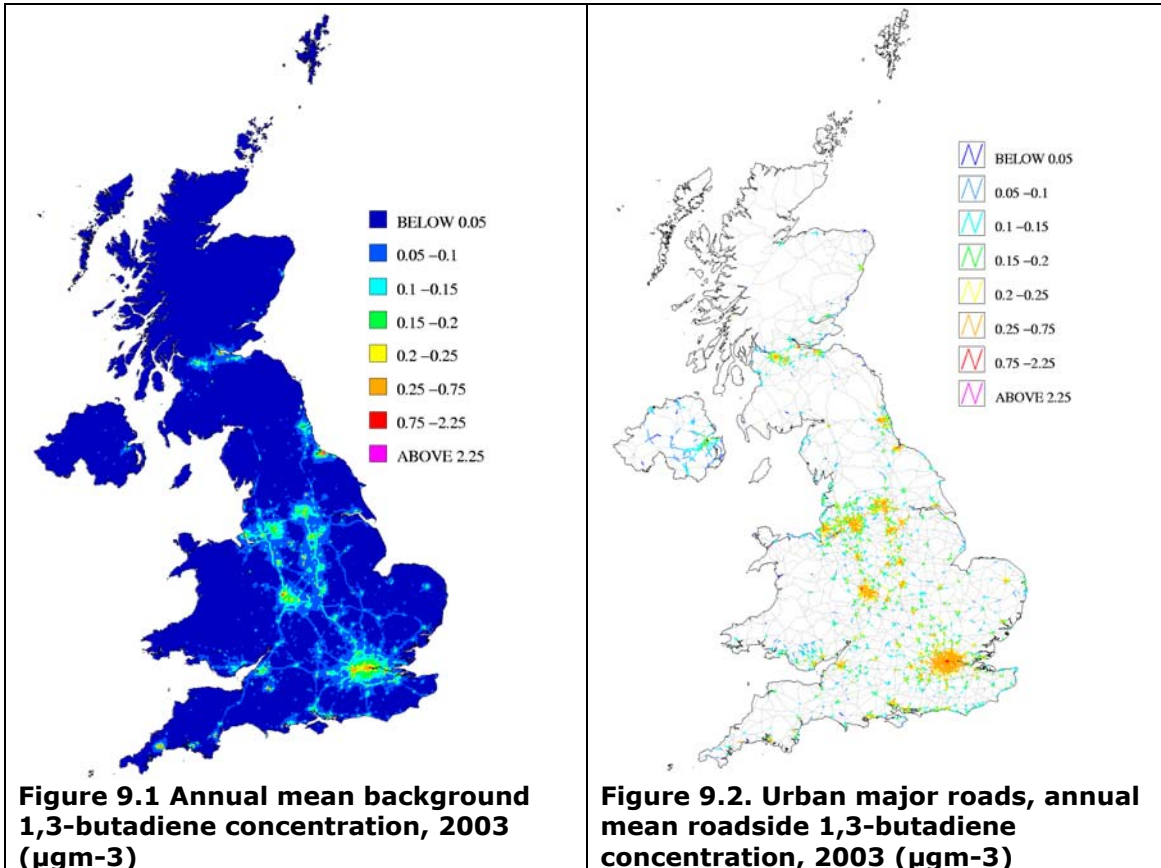 BELOW 0.05
0.05 –0.1
0.1 –0.15
0.15 –0.2
0.2 –0.25
0.25 –0.75
0.75 –2.25
ABOVE 2.25
Figure 9.1 Annual mean background
1,3-butadiene concentration, 2003
(µgm-3)
BELOW 0.05
0.05 –0.1
0.1 –0.15
0.15 –0.2
0.2 –0.25
0.25 –0.75
0.75 –2.25
ABOVE 2.25
Figure 9.2. Urban major roads, annual
mean roadside 1,3-butadiene
concentration, 2003 (µgm-3)